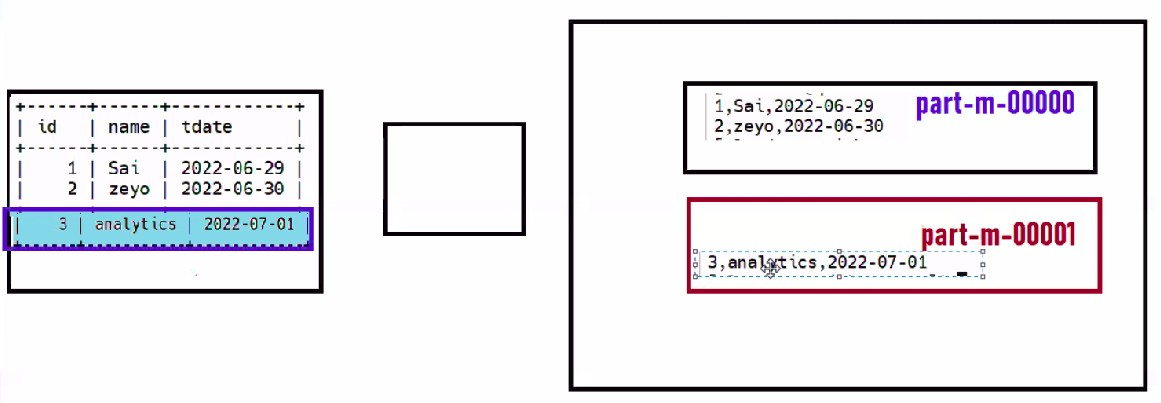 +------+------+------------+
| id | name | tdate |
+------+------+------------+
| 1 | Sai | 2022-06-29 |
| 2 | zeyo | 2022-06-30 |
| 3 | analytics | 2022-07-01 |
1,Sai,2022-06-29
2,zeyo,2022-06-30
part-m-00000
part-m-00001
3,analytics,2022-07-01